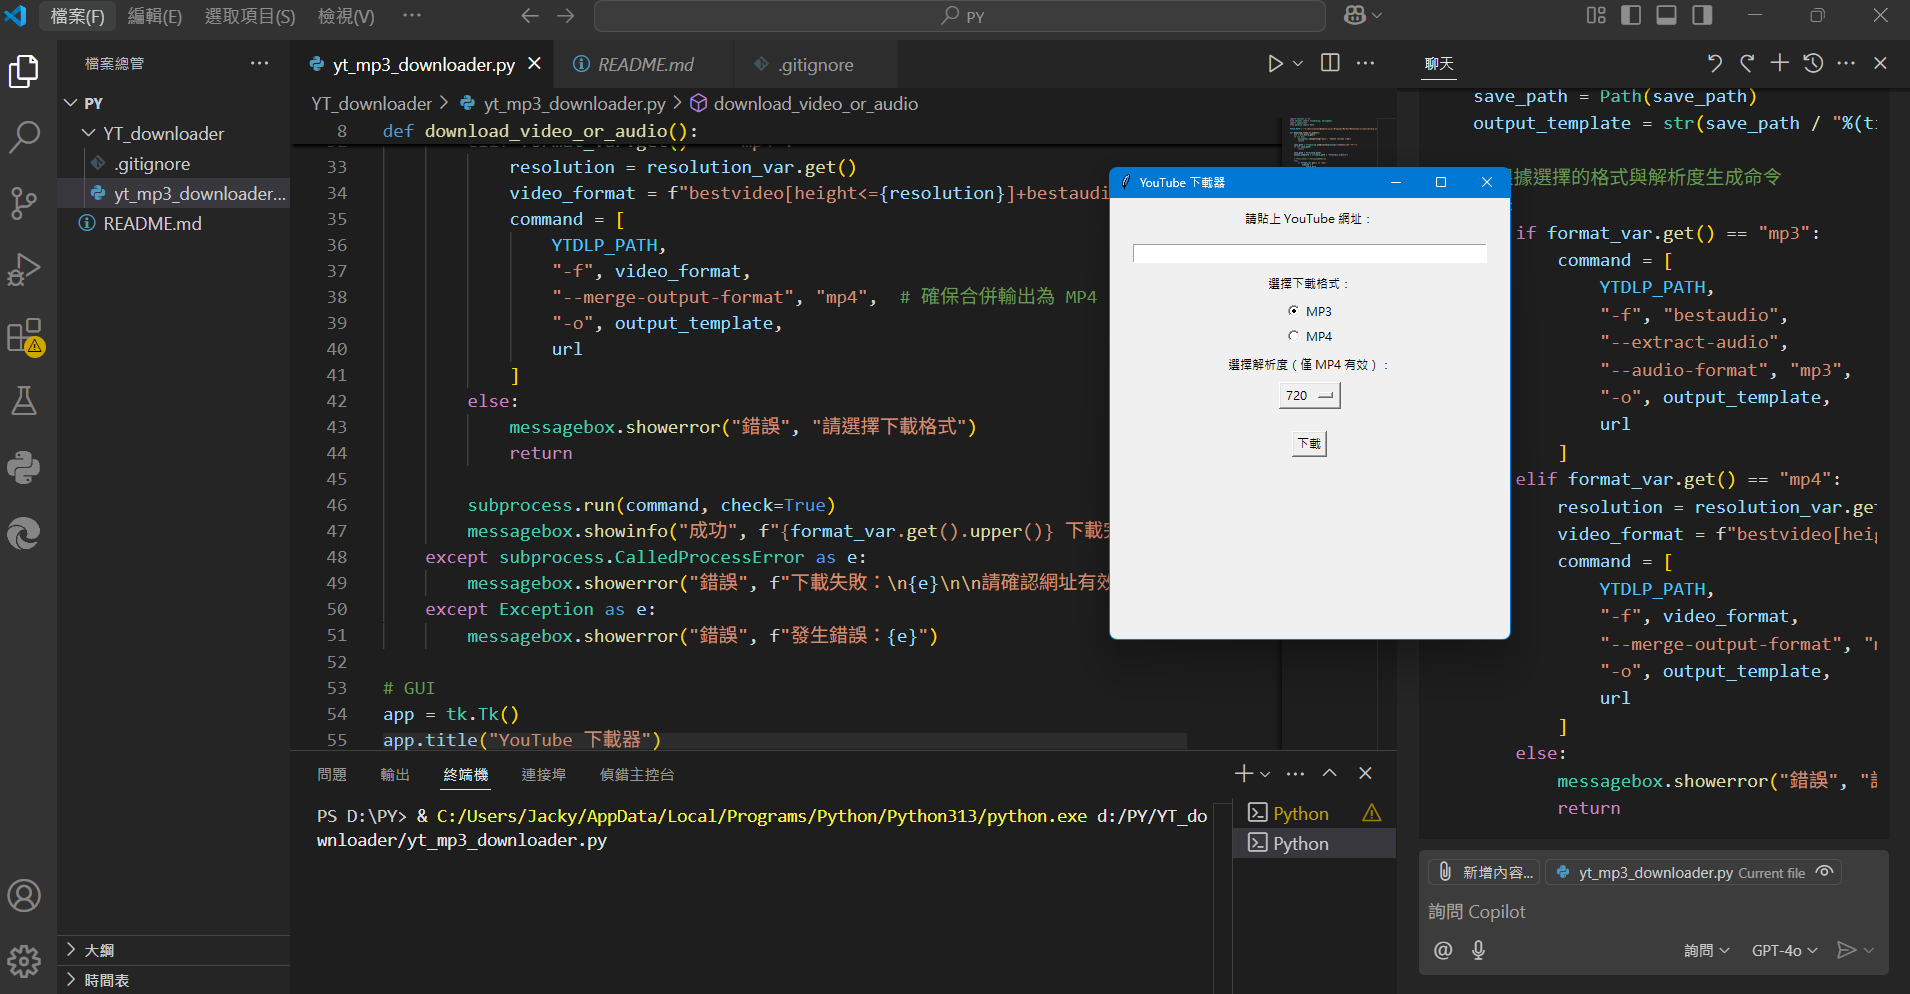 檔案(F) 編輯(E) 選取項目(S) 檢視(V) ··· PY
檔案總管 ···
PY
YT_downloader
.gitignore
yt_mp3_downloader...
README.md
大綱
時間表
yt_mp3_downloader.py README.md .gitignore
YT_downloader > yt_mp3_downloader.py > download_video_or_audio
8 def download_video_or_audio():
33 resolution = resolution_var.get()
34 video_format = f"bestvideo[height<={resolution}]+bestaudi
35 command = [
36 YTDLP_PATH,
37 "-f", video_format,
38 "--merge-output-format", "mp4", # 確保合併輸出為 MP4
39 "-o", output_template,
40 url
41 ]
42 else:
43 messagebox.showerror("錯誤", "請選擇下載格式")
44 return
45
46 subprocess.run(command, check=True)
47 messagebox.showinfo("成功", f"{format_var.get().upper()} 下載
48 except subprocess.CalledProcessError as e:
49 messagebox.showerror("錯誤", f"下載失敗：\n{e}\n\n請確認網址有效
50 except Exception as e:
51 messagebox.showerror("錯誤", f"發生錯誤：{e}")
52
53 # GUI
54 app = tk.Tk()
55 app.title("YouTube 下載器")
問題 輸出 終端機 連接埠 偵錯主控台
PS D:\PY> & C:/Users/Jacky/AppData/Local/Programs/Python/Python313/python.exe d:/PY/YT_do
wnloader/yt_mp3_downloader.py
Python
Python
YouTube 下載器
請貼上 YouTube 網址：
選擇下載格式：
MP3
MP4
選擇解析度（僅 MP4 有效）：
720
下載
聊天
save_path = Path(save_path)
output_template = str(save_path / "%(ti
據選擇的格式與解析度生成命令
if format_var.get() == "mp3":
command = [
YTDLP_PATH,
"-f", "bestaudio",
"--extract-audio",
"--audio-format", "mp3",
"-o", output_template,
url
]
elif format_var.get() == "mp4":
resolution = resolution_var.get
video_format = f"bestvideo[heig
command = [
YTDLP_PATH,
"-f", video_format,
"--merge-output-format", "m
"-o", output_template,
url
]
else:
messagebox.showerror("錯誤", "請
return
新增內容... yt_mp3_downloader.py Current file
詢問 Copilot
@ 詢問 GPT-4o